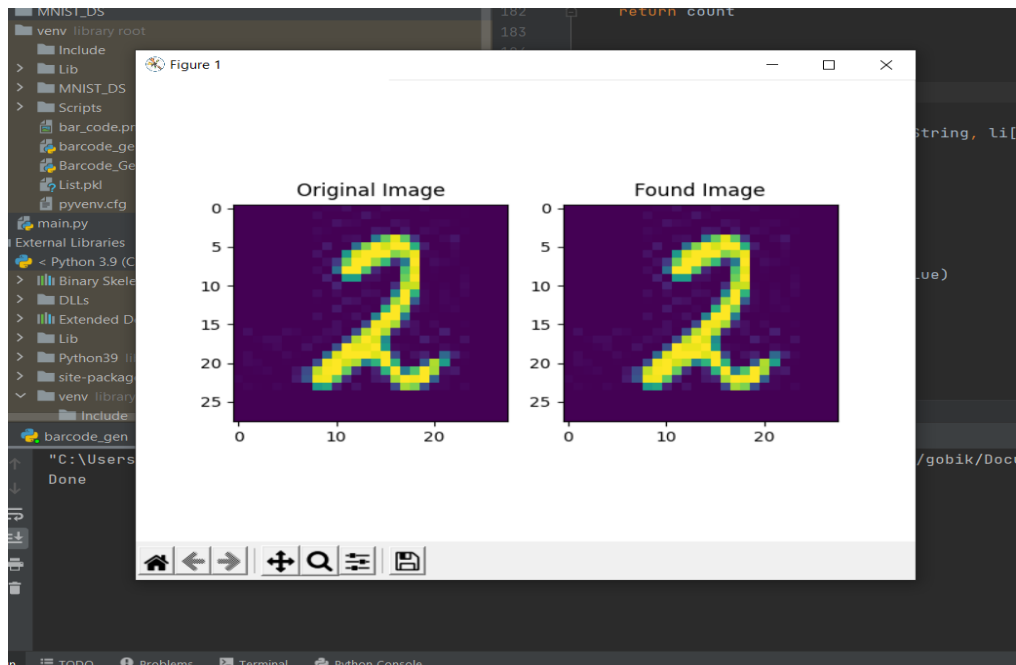 MNIST_DS
venv library root
Include
Lib
MNIST_DS
Scripts
bar_code.pr
barcode_ge
Barcode_Ge
List.pkl
pyvenv.cfg
main.py
External Libraries
< Python 3.9 (C
Binary Skele
DLLs
Extended D
Lib
Python39 li
site-packag
venv library
Include
182 return count
183
String, li[
lue)
Figure 1
Original Image
0
5
10
15
20
25
0 10 20
Found Image
0
5
10
15
20
25
0 10 20
barcode_gen
"C:\Users
/gobik/Docu
Done
TODO Problems Terminal Python Console